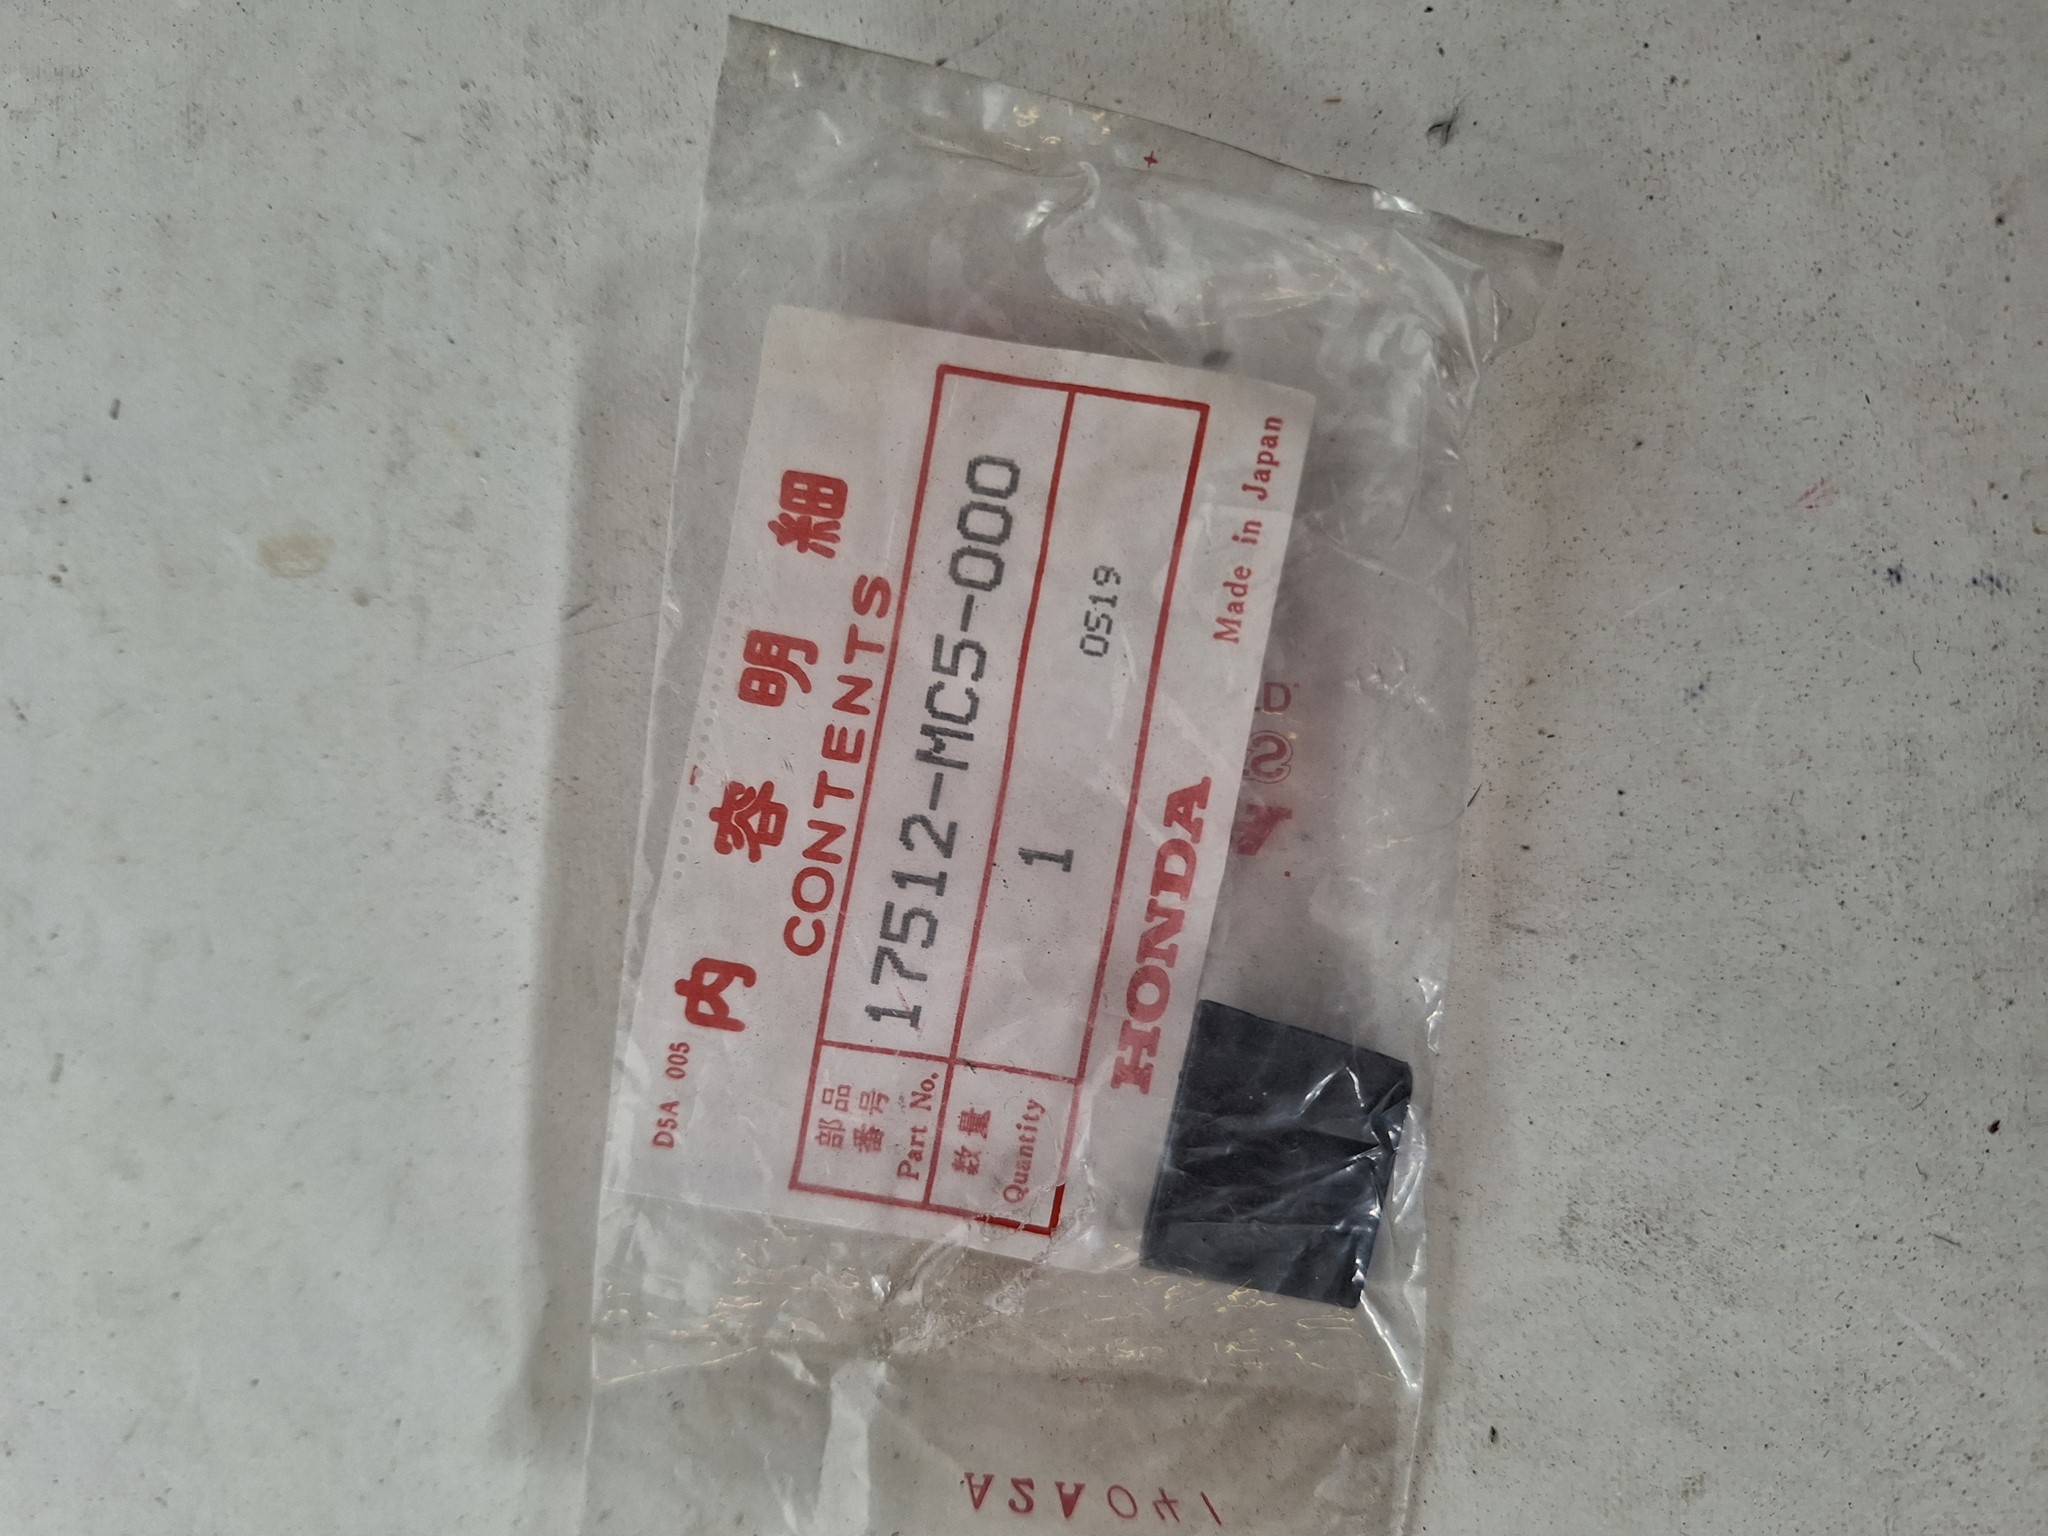 D5A 005
内容明細
CONTENTS
部品
番号
Part No.
17512-MC5-000
数量
Quantity
1
0519
HONDA
Made in Japan
ASA041